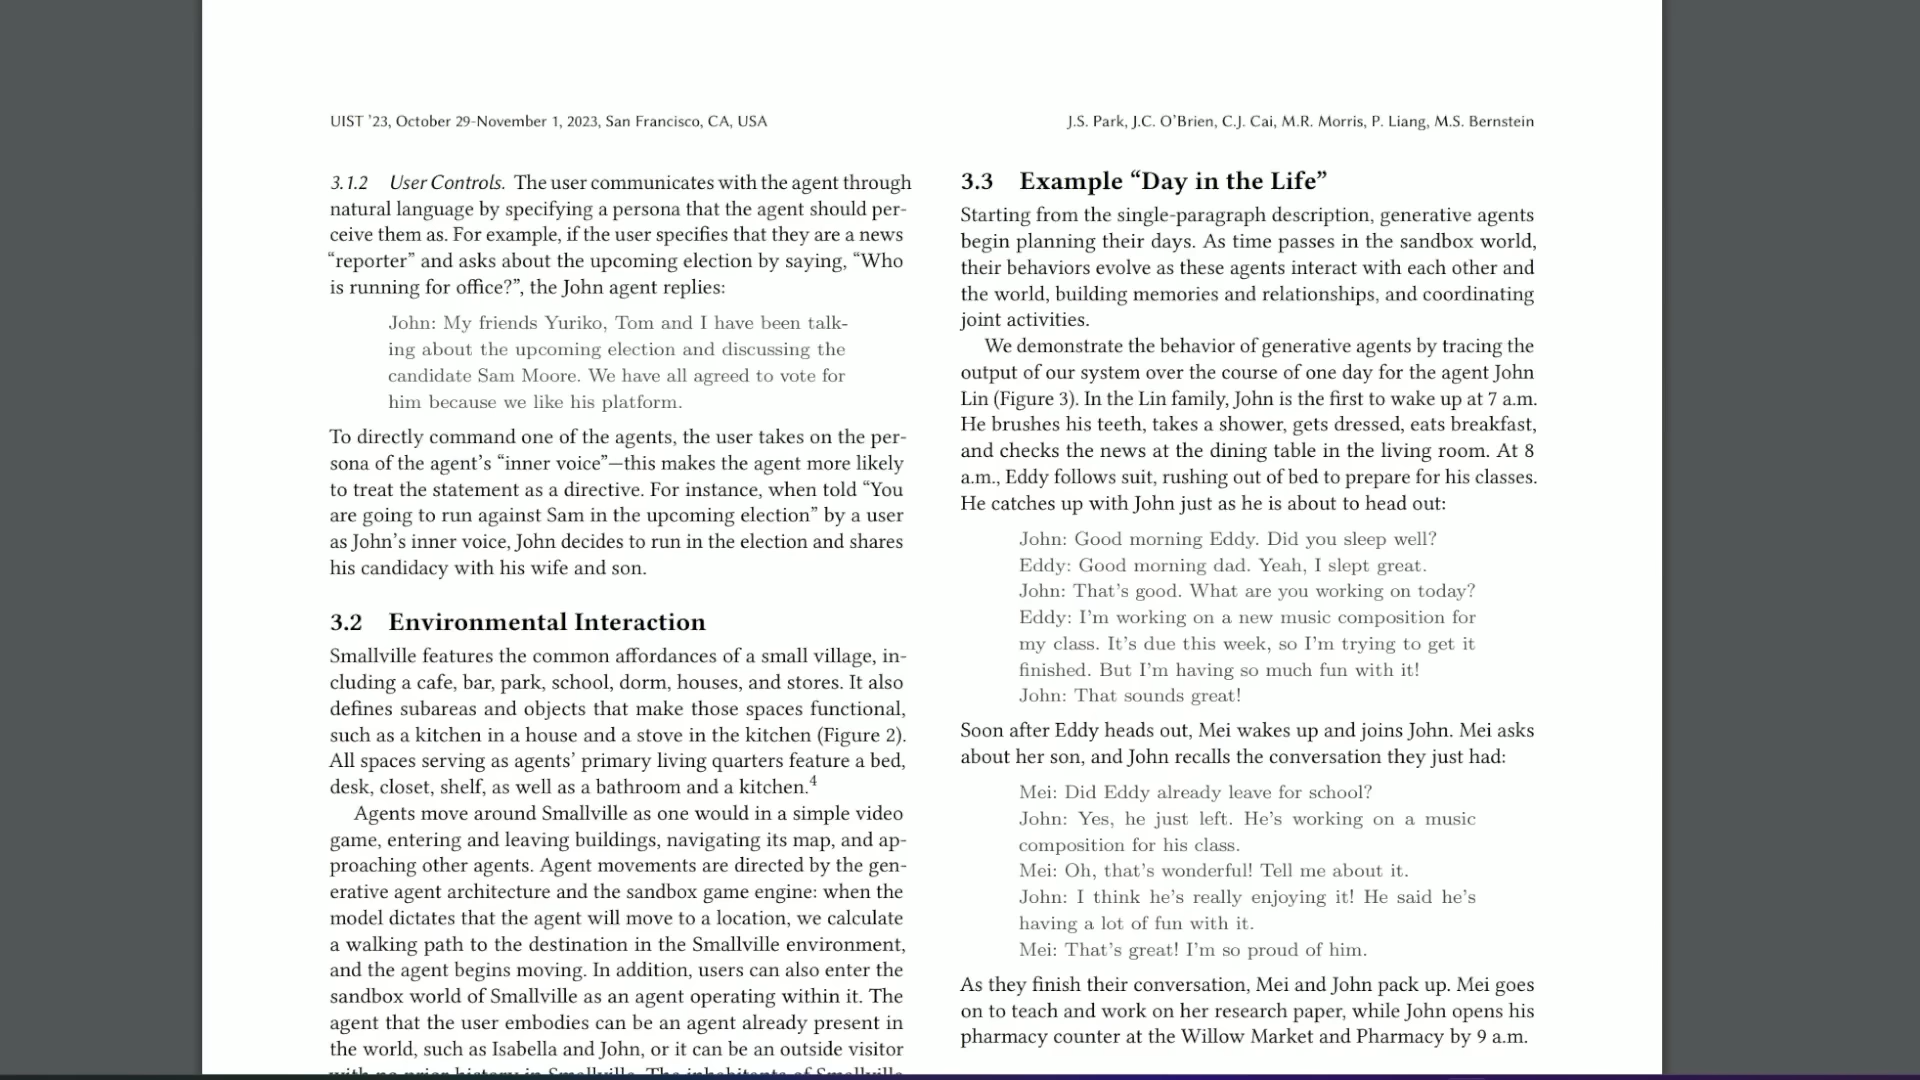 UIST '23, October 29-November 1, 2023, San Francisco, CA, USA
J.S. Park, J.C. O'Brien, C.J. Cai, M.R. Morris, P. Liang, M.S. Bernstein
3.1.2 User Controls. The user communicates with the agent through
natural language by specifying a persona that the agent should per-
ceive them as. For example, if the user specifies that they are a news
“reporter” and asks about the upcoming election by saying, “Who
is running for office?”, the John agent replies:
John: My friends Yuriko, Tom and I have been talk-
ing about the upcoming election and discussing the
candidate Sam Moore. We have all agreed to vote for
him because we like his platform.
To directly command one of the agents, the user takes on the per-
sona of the agent's “inner voice”—this makes the agent more likely
to treat the statement as a directive. For instance, when told “You
are going to run against Sam in the upcoming election” by a user
as John's inner voice, John decides to run in the election and shares
his candidacy with his wife and son.
3.2 Environmental Interaction
Smallville features the common affordances of a small village, in-
cluding a cafe, bar, park, school, dorm, houses, and stores. It also
defines subareas and objects that make those spaces functional,
such as a kitchen in a house and a stove in the kitchen (Figure 2).
All spaces serving as agents' primary living quarters feature a bed,
desk, closet, shelf, as well as a bathroom and a kitchen.4
Agents move around Smallville as one would in a simple video
game, entering and leaving buildings, navigating its map, and ap-
proaching other agents. Agent movements are directed by the gen-
erative agent architecture and the sandbox game engine: when the
model dictates that the agent will move to a location, we calculate
a walking path to the destination in the Smallville environment,
and the agent begins moving. In addition, users can also enter the
sandbox world of Smallville as an agent operating within it. The
agent that the user embodies can be an agent already present in
the world, such as Isabella and John, or it can be an outside visitor
with no prior history in Smallville. The inhabitants of Smallville
3.3 Example “Day in the Life”
Starting from the single-paragraph description, generative agents
begin planning their days. As time passes in the sandbox world,
their behaviors evolve as these agents interact with each other and
the world, building memories and relationships, and coordinating
joint activities.
We demonstrate the behavior of generative agents by tracing the
output of our system over the course of one day for the agent John
Lin (Figure 3). In the Lin family, John is the first to wake up at 7 a.m.
He brushes his teeth, takes a shower, gets dressed, eats breakfast,
and checks the news at the dining table in the living room. At 8
a.m., Eddy follows suit, rushing out of bed to prepare for his classes.
He catches up with John just as he is about to head out:
John: Good morning Eddy. Did you sleep well?
Eddy: Good morning dad. Yeah, I slept great.
John: That's good. What are you working on today?
Eddy: I'm working on a new music composition for
my class. It's due this week, so I'm trying to get it
finished. But I'm having so much fun with it!
John: That sounds great!
Soon after Eddy heads out, Mei wakes up and joins John. Mei asks
about her son, and John recalls the conversation they just had:
Mei: Did Eddy already leave for school?
John: Yes, he just left. He's working on a music
composition for his class.
Mei: Oh, that's wonderful! Tell me about it.
John: I think he's really enjoying it! He said he's
having a lot of fun with it.
Mei: That's great! I'm so proud of him.
As they finish their conversation, Mei and John pack up. Mei goes
on to teach and work on her research paper, while John opens his
pharmacy counter at the Willow Market and Pharmacy by 9 a.m.